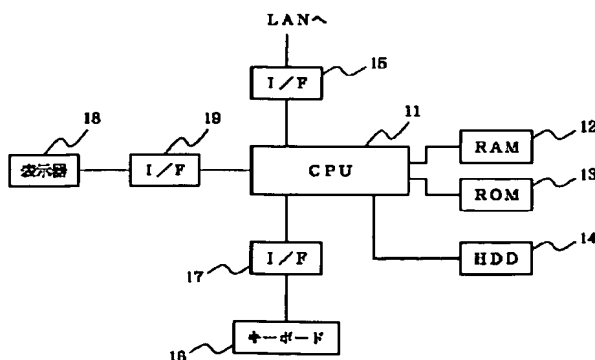 LANへ
I/F
15
18
19
11
12
表示器
I/F
CPU
RAM
13
ROM
14
HDD
I/F
17
キーボード
16